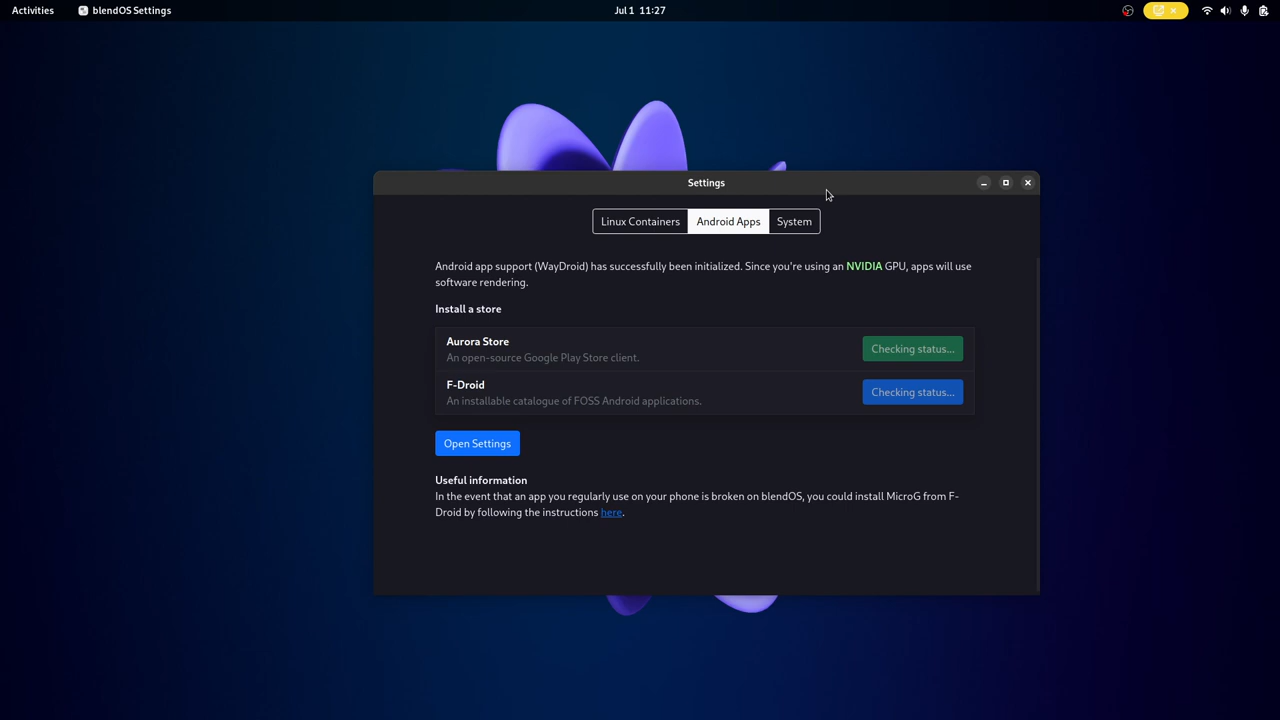 Activities
blendOS Settings
Jul 1 11:27
Settings
Linux Containers
Android Apps
System
Android app support (WayDroid) has successfully been initialized. Since you're using an NVIDIA GPU, apps will use
software rendering.
Install a store
Aurora Store
Checking status...
An open-source Google Play Store client.
F-Droid
Checking status...
An installable catalogue of FOSS Android applications.
Open Settings
Useful information
In the event that an app you regularly use on your phone is broken on blendOS, you could install MicroG from F-
Droid by following the instructions here.